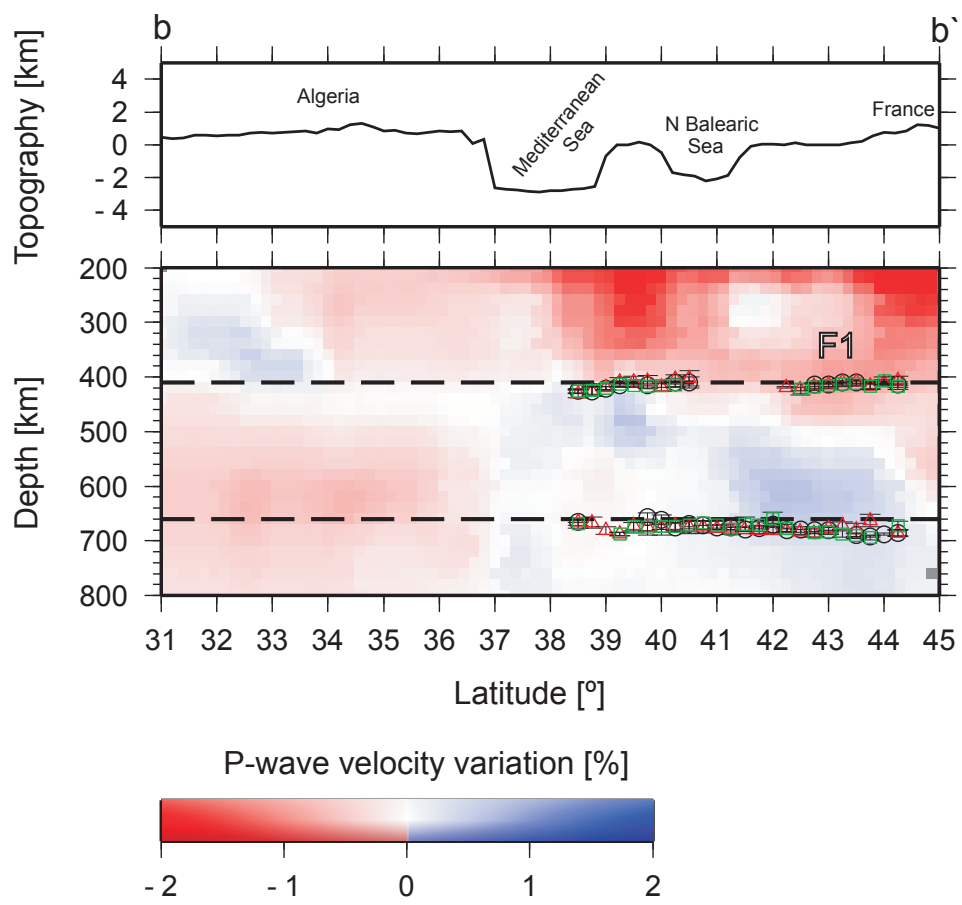 b b`
Topography [km]
4
2
0
- 2
- 4
Algeria
Mediterranean
Sea
N Balearic
Sea
France
Depth [km]
200
300
400
500
600
700
800
F1
31 32 33 34 35 36 37 38 39 40 41 42 43 44 45
Latitude [º]
P-wave velocity variation [%]
- 2 - 1 0 1 2